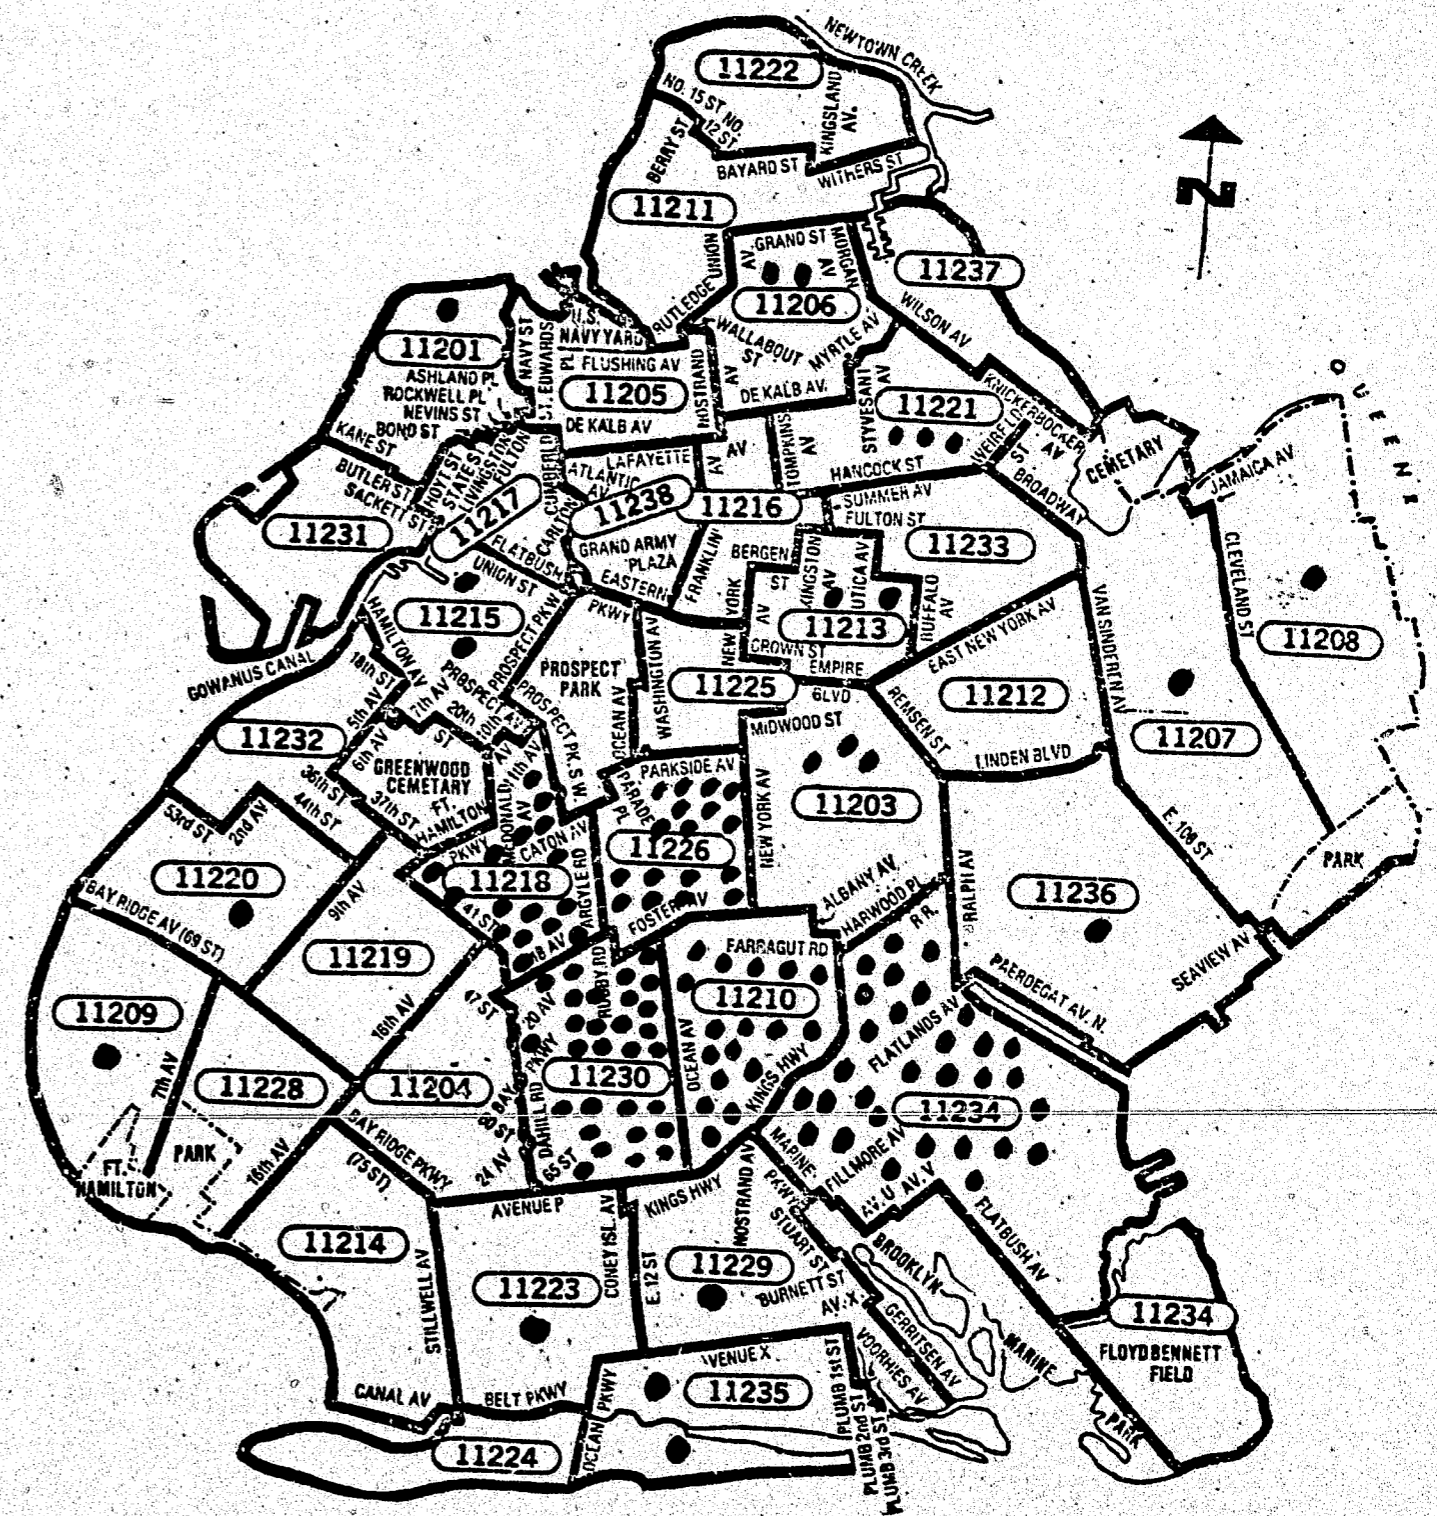 NEWTOWN CREEK
11222
NO. 15 ST
NO. 12 ST
KINGSLAND AV.
BERRY ST
BAYARD ST
WITHERS ST
11211
GRAND ST
UNION AV
MORGAN AV
11237
11206
RUTLEDGE
U.S. NAVY YARD
WALLABOUT ST
MYRTLE AV
WILSON AV
11201
NAVY ST
ST. EDWARDS PL
FLUSHING AV
ASHLAND PL
ROCKWELL PL
NEVINS ST
BOND ST
11205
NOSTRAND AV
DE KALB AV.
STYVESANT AV
11221
KNICKERBOCKER AV
WEIRFLD ST
CEMETARY
QUEENE
JAMAICA AV
KANE ST
DE KALB AV
BUTLER ST
SACKETT ST
HOYT ST
STATE ST
LIVINGSTON
FULTON
LAFAYETTE AV
ATLANTIC AV
TOMPKINS AV
HANCOCK ST
BROADWAY
11217
11238
11216
SUMMER AV
FULTON ST
11231
CUMBERLD
CARLTON
FLATBUSH
GRAND ARMY PLAZA
FRANKLIN
BERGEN ST
KINGSTON AV
UTICA AV
11233
CLEVELAND ST
UNION ST
EASTERN PKWY
NEW YORK AV
BUFFALO AV
11208
11215
11213
HAMILTON AV
PROSPECT PKW
PROSPECT PARK
WASHINGTON AV
NEW
CROWN ST
EMPIRE BLVD
EAST NEW YORK AV
VAN SINDEREN AV
GOWANUS CANAL
18th ST
5th AV
7th AV
PROSPECT AV
20th ST
10th AV
11th AV
PROSPECT PK S.W.
OCEAN AV
11225
MIDWOOD ST
REMSEN ST
11212
11232
6th AV
GREENWOOD CEMETARY
LINDEN BLVD
11207
36th ST
37th ST
44th ST
FT. HAMILTON PKWY
MCDONALD AV
PARADE PL
PARKSIDE AV
NEW YORK AV
11203
53rd ST
2nd AV
CATON AV
11226
E. 108 ST
PARK
11220
11218
ARGYLE RD
FOSTER AV
ALBANY AV.
HARWOOD PL
R.R.
RALPH AV
11236
BAY RIDGE AV (69 ST)
9th AV
41 ST
18 AV
FARRAGUT RD
SEAVIEW AV
11219
47 ST
20 AV
RUGBY RD
11210
PAERDEGAT AV. N.
11209
7th AV
16th AV
BAY PKWY
OCEAN AV
FLATLANDS AV
11228
11204
11230
KINGS HWY
11234
FT. HAMILTON
PARK
16th AV
BAY RIDGE PKWY
(75 ST)
60 ST
24 AV
DAHILL RD
65 ST
MARINE PKWY
FILLMORE AV
AVENUE P
CONEY ISL. AV
KINGS HWY
NOSTRAND AV
AV. U
AV. V
FLATBUSH AV
11214
STILLWELL AV
11223
E. 12 ST
11229
STUART ST
BURNETT ST
AV. X
BROOKLYN
MARINE
PARK
GERRITSEN AV
VOORHIES AV
11234
FLOYD BENNETT FIELD
CANAL AV
BELT PKWY
AVENUE X
11235
PLUMB 1st ST
PLUMB 2nd ST
PLUMB 3rd ST
11224
OCEAN PKWY